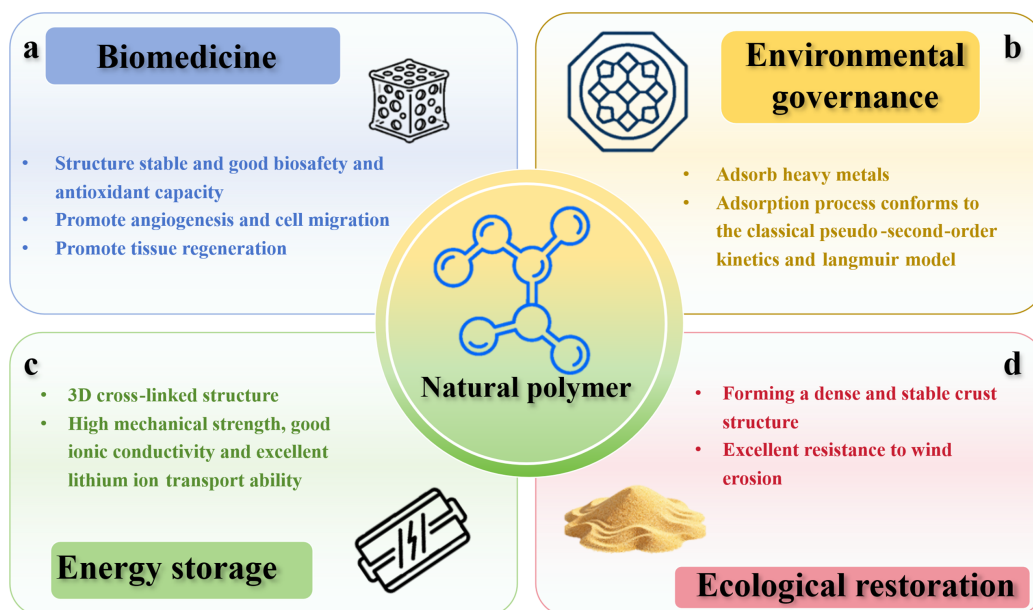 a
Biomedicine
• Structure stable and good biosafety and
antioxidant capacity
• Promote angiogenesis and cell migration
• Promote tissue regeneration
b
Environmental
governance
• Adsorb heavy metals
• Adsorption process conforms to
the classical pseudo-second-order
kinetics and langmuir model
Natural polymer
c
• 3D cross-linked structure
• High mechanical strength, good
ionic conductivity and excellent
lithium ion transport ability
Energy storage
d
• Forming a dense and stable crust
structure
• Excellent resistance to wind
erosion
Ecological restoration